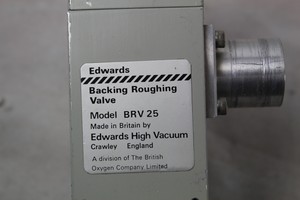 Edwards
Backing Roughing
Valve
Model BRV 25
Made in Britain by
Edwards High Vacuum
Crawley England
A division of The British
Oxygen Company Limited